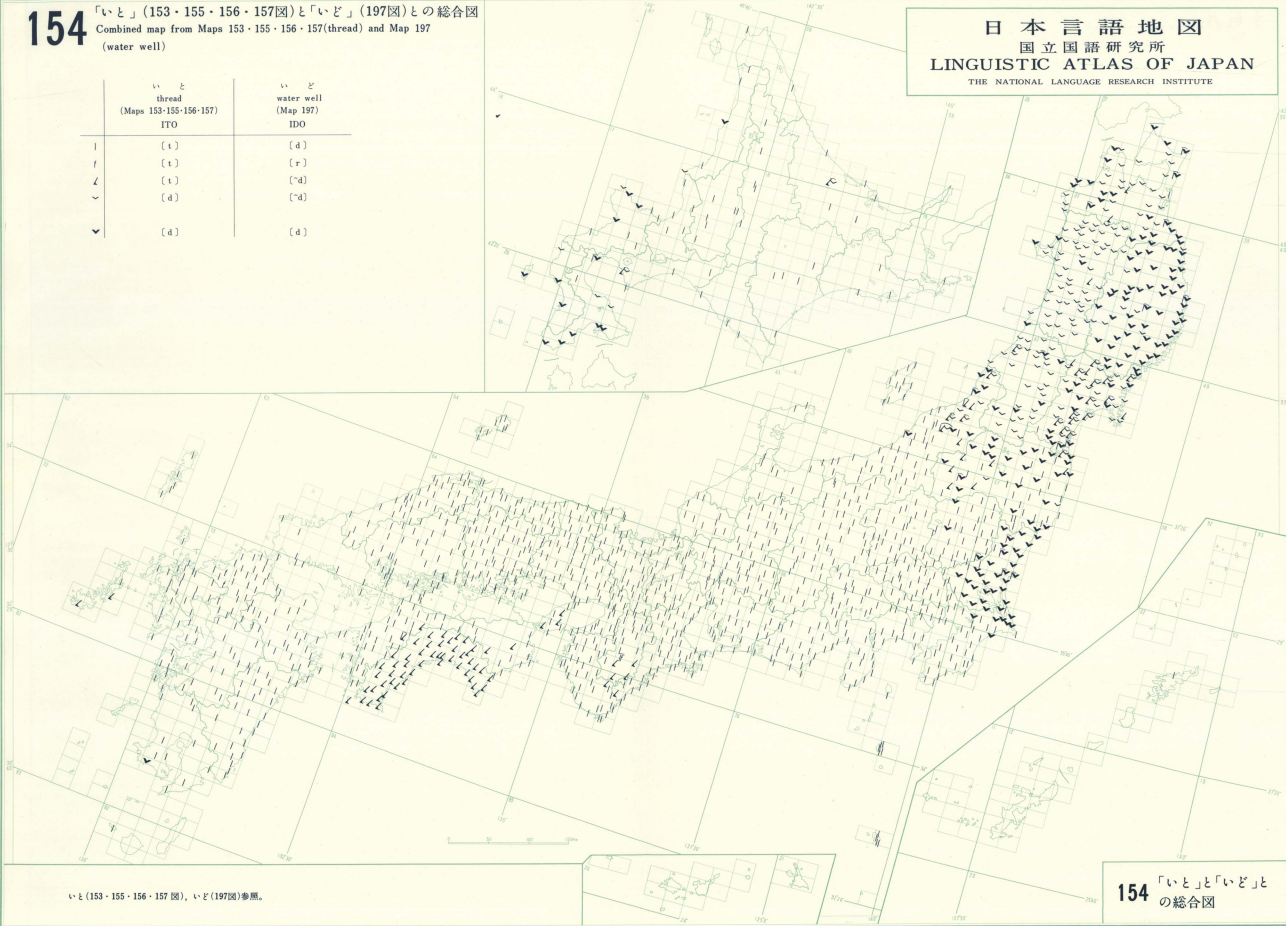 154
「いと」(153・155・156・157図)と「いど」(197図)との総合図
Combined map from Maps 153・155・156・157(thread) and Map 197
(water well)
いと いど
thread water well
(Maps 153・155・156・157) (Map 197)
ITO IDO
〔t〕 〔d〕
〔t〕 〔r〕
〔t〕 〔~d〕
〔d〕 〔~d〕
〔d〕 〔d〕
日本言語地図
国立国語研究所
LINGUISTIC ATLAS OF JAPAN
THE NATIONAL LANGUAGE RESEARCH INSTITUTE
いと(153・155・156・157図), いど(197図)参照。
154
「いと」と「いど」と
の総合図